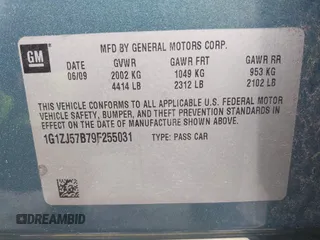 GM
MFD BY GENERAL MOTORS CORP.
DATE GVWR GAWR FRT GAWR RR
06/09 2002 KG 1049 KG 953 KG
4414 LB 2312 LB 2102 LB
THIS VEHICLE CONFORMS TO ALL APPLICABLE U.S. FEDERAL MOTOR
VEHICLE SAFETY, BUMPER, AND THEFT PREVENTION STANDARDS IN
EFFECT ON THE DATE OF MANUFACTURE SHOWN ABOVE.
1G1ZJ57B79F255031 TYPE: PASS CAR
DREAMBID